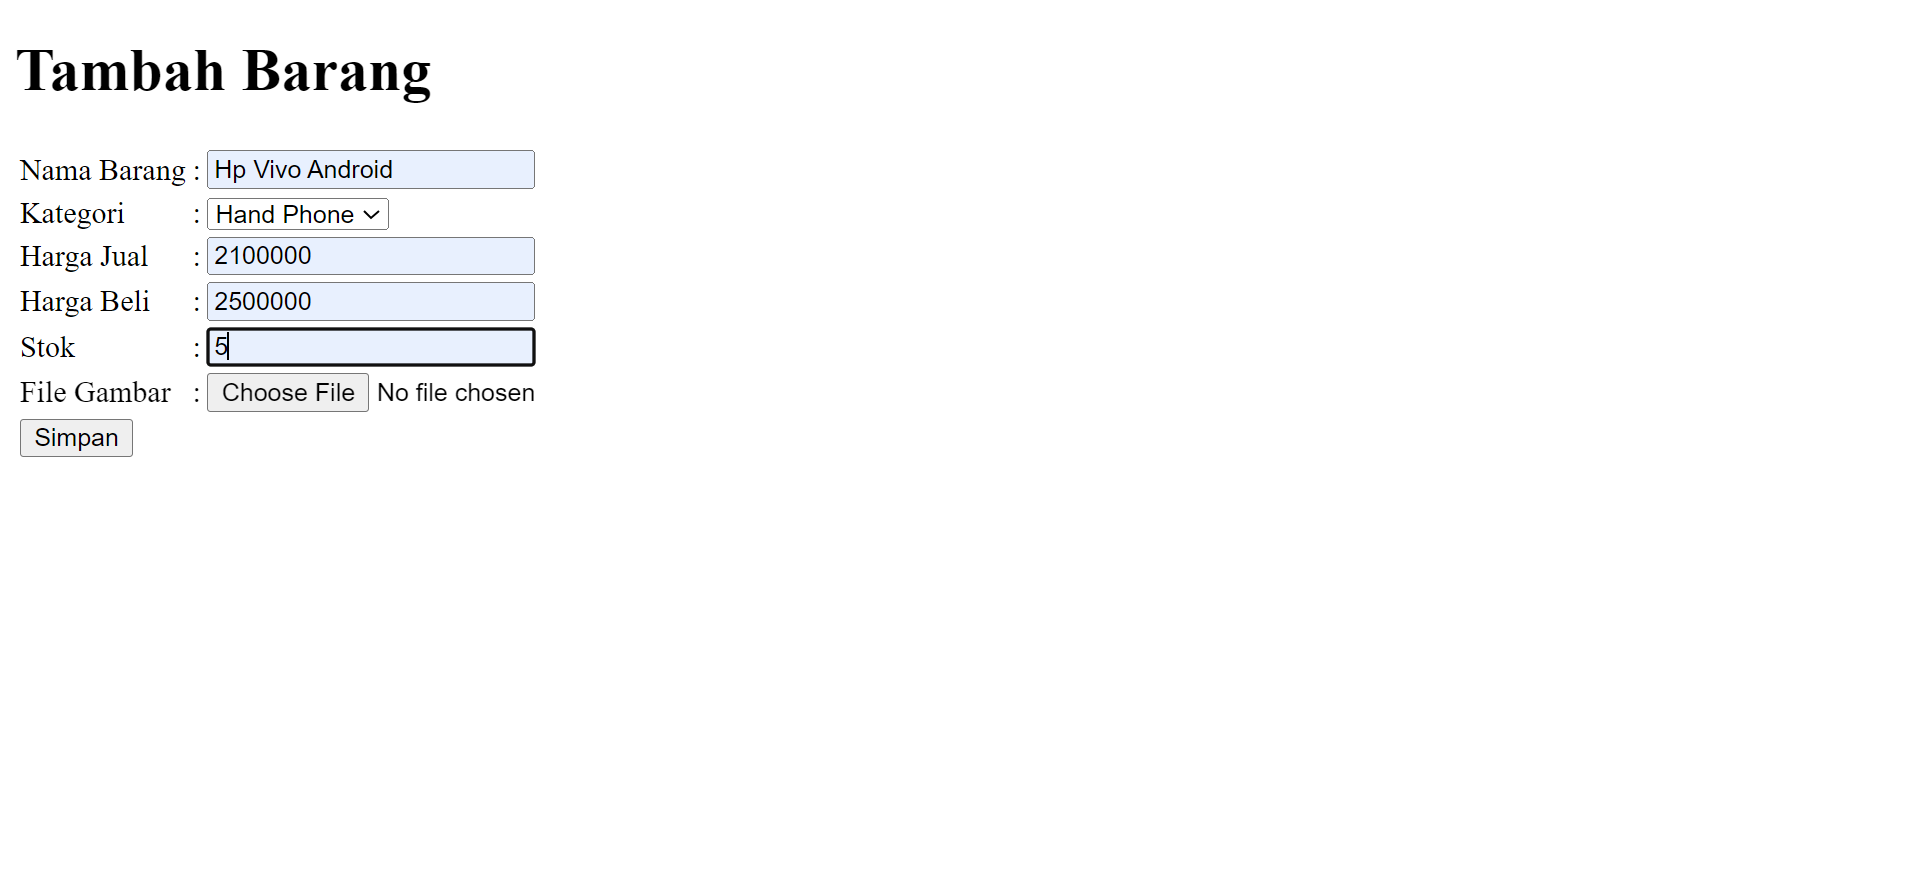 Tambah Barang
Nama Barang : Hp Vivo Android
Kategori : Hand Phone
Harga Jual : 2100000
Harga Beli : 2500000
Stok : 5
File Gambar : Choose File No file chosen
Simpan